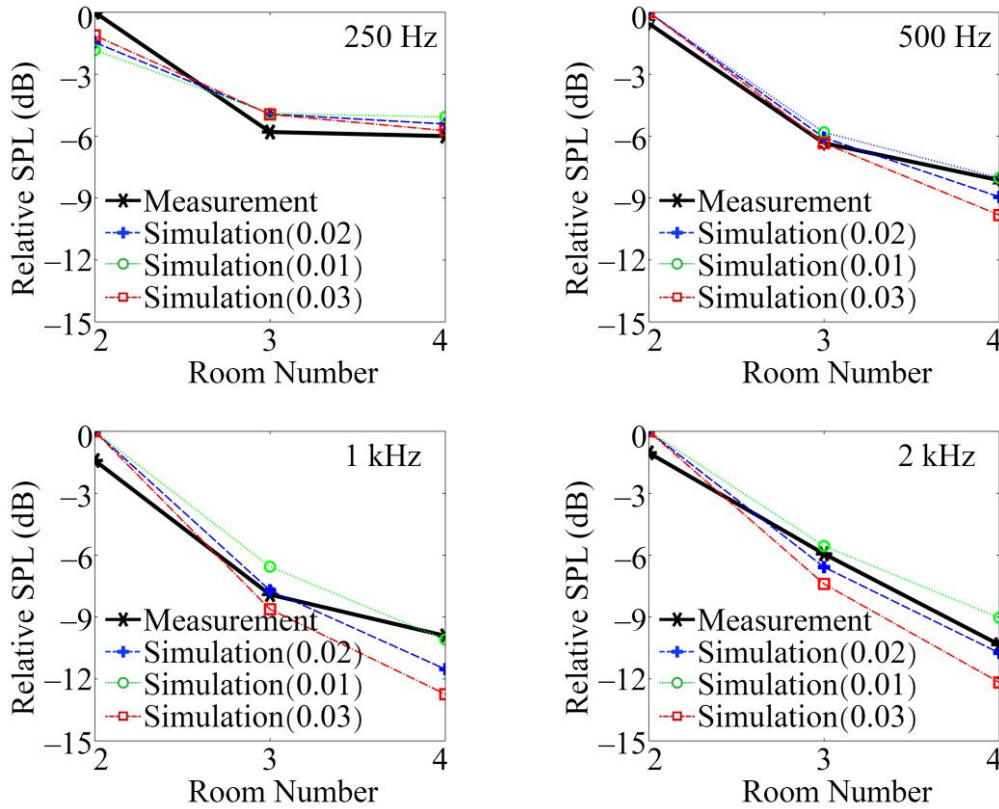 0
−3
−6
−9
−12
−15
250 Hz
Relative SPL (dB)
Measurement
Simulation(0.02)
Simulation(0.01)
Simulation(0.03)
2 3 4
Room Number
0
−3
−6
−9
−12
−15
500 Hz
Relative SPL (dB)
Measurement
Simulation(0.02)
Simulation(0.01)
Simulation(0.03)
2 3 4
Room Number
0
−3
−6
−9
−12
−15
1 kHz
Relative SPL (dB)
Measurement
Simulation(0.02)
Simulation(0.01)
Simulation(0.03)
2 3 4
Room Number
0
−3
−6
−9
−12
−15
2 kHz
Relative SPL (dB)
Measurement
Simulation(0.02)
Simulation(0.01)
Simulation(0.03)
2 3 4
Room Number